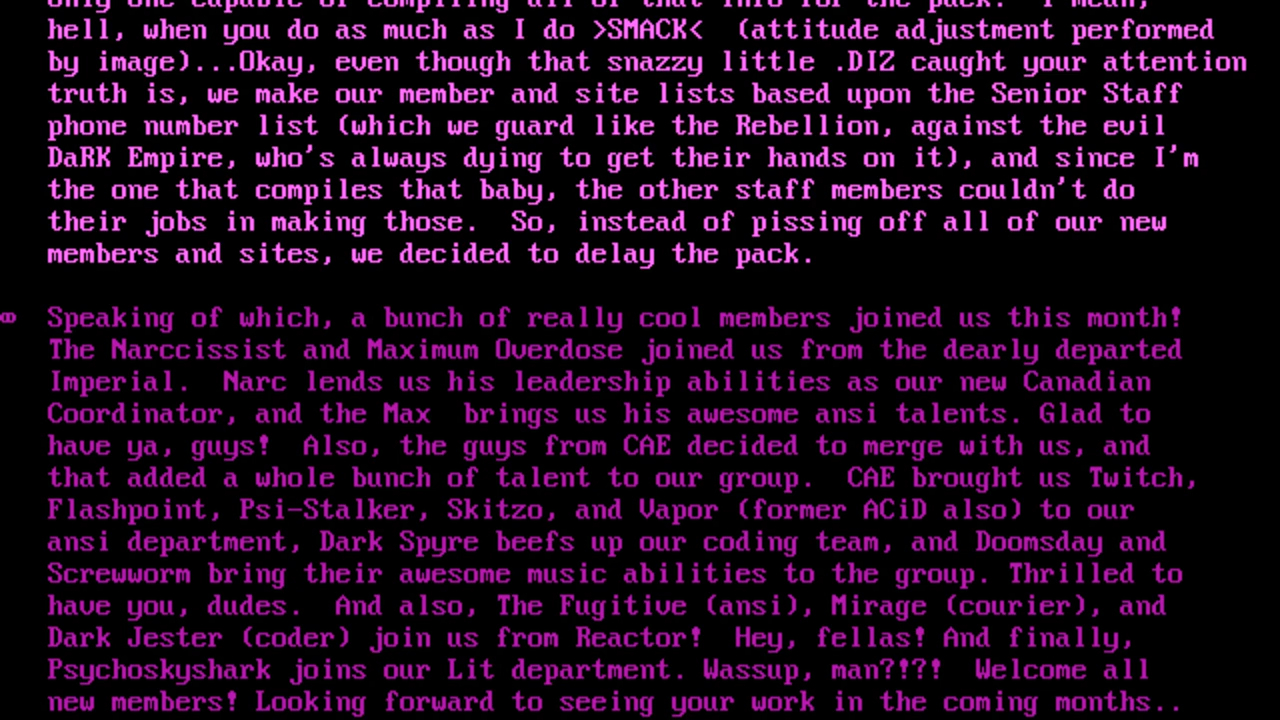 only one capable of compiling all of that info for the pack.  I mean,
hell, when you do as much as I do >SMACK<  (attitude adjustment performed
by image)...Okay, even though that snazzy little .DIZ caught your attention
truth is, we make our member and site lists based upon the Senior Staff
phone number list (which we guard like the Rebellion, against the evil
DaRK Empire, who's always dying to get their hands on it), and since I'm
the one that compiles that baby, the other staff members couldn't do
their jobs in making those.  So, instead of pissing off all of our new
members and sites, we decided to delay the pack.
Speaking of which, a bunch of really cool members joined us this month!
The Narccissist and Maximum Overdose joined us from the dearly departed
Imperial.  Narc lends us his leadership abilities as our new Canadian
Coordinator, and the Max  brings us his awesome ansi talents. Glad to
have ya, guys!  Also, the guys from CAE decided to merge with us, and
that added a whole bunch of talent to our group.  CAE brought us Twitch,
Flashpoint, Psi-Stalker, Skitzo, and Vapor (former ACiD also) to our
ansi department, Dark Spyre beefs up our coding team, and Doomsday and
Screwworm bring their awesome music abilities to the group. Thrilled to
have you, dudes.  And also, The Fugitive (ansi), Mirage (courier), and
Dark Jester (coder) join us from Reactor!  Hey, fellas! And finally,
Psychoskyshark joins our Lit department. Wassup, man?!?!  Welcome all
new members! Looking forward to seeing your work in the coming months..